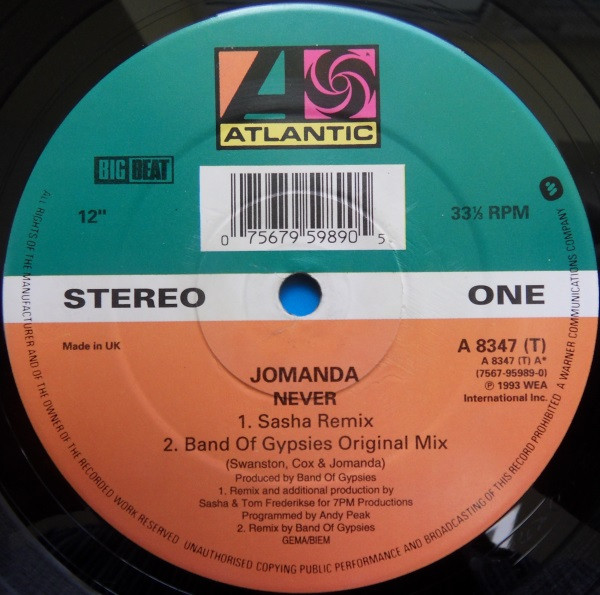 ATLANTIC
BIG BEAT
0 75679 59890 5
12"
33⅓ RPM
STEREO
ONE
Made in UK
A 8347 (T)
A 8347 (T) A*
(7567-95989-0)
℗ 1993 WEA
International Inc.
JOMANDA
NEVER
1. Sasha Remix
2. Band Of Gypsies Original Mix
(Swanston, Cox & Jomanda)
Produced by Band Of Gypsies
1. Remix and additional production by
Sasha & Tom Frederikse for 7PM Productions
Programmed by Andy Peak
2. Remix by Band Of Gypsies
GEMA/BIEM
ALL RIGHTS OF THE MANUFACTURER AND OF THE OWNER OF THE RECORDED WORK RESERVED UNAUTHORISED COPYING PUBLIC PERFORMANCE AND BROADCASTING OF THIS RECORD PROHIBITED A WARNER COMMUNICATIONS COMPANY